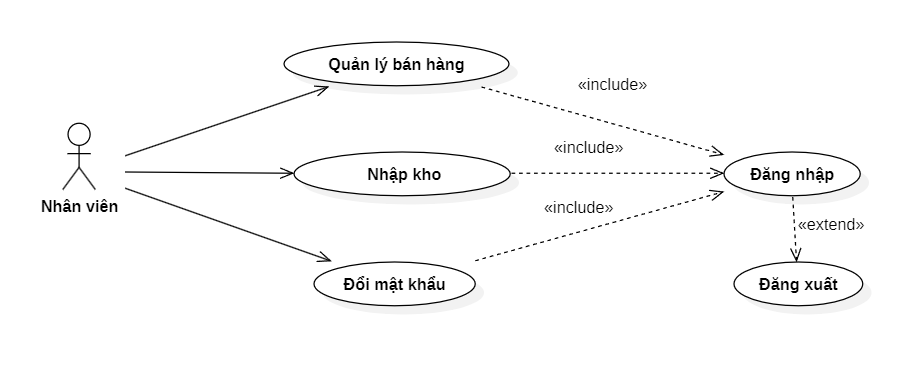 Quản lý bán hàng
«include»
«include»
Nhập kho
Đăng nhập
Nhân viên
«include»
«extend»
Đổi mật khẩu
Đăng xuất